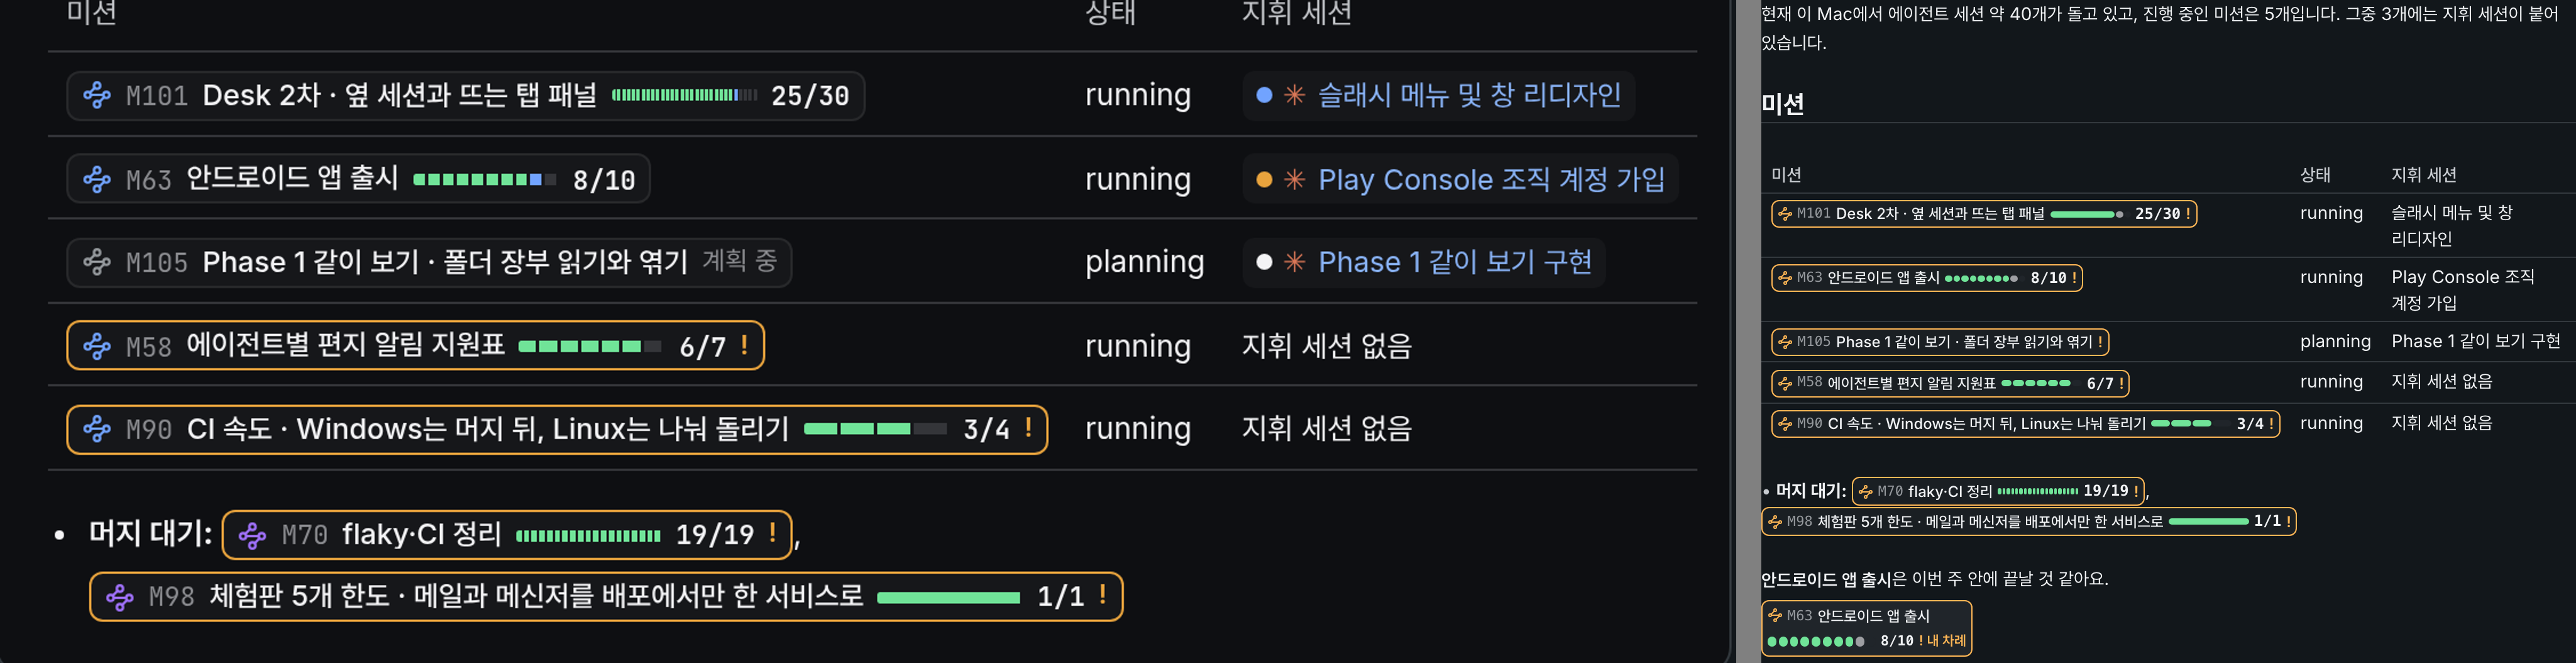 미션 상태 지휘 세션
M101 Desk 2차 · 옆 세션과 뜨는 탭 패널 25/30 running 슬래시 메뉴 및 창 리디자인
M63 안드로이드 앱 출시 8/10 running Play Console 조직 계정 가입
M105 Phase 1 같이 보기 · 폴더 장부 읽기와 엮기 계획 중 planning Phase 1 같이 보기 구현
M58 에이전트별 편지 알림 지원표 6/7 ! running 지휘 세션 없음
M90 CI 속도 · Windows는 머지 뒤, Linux는 나눠 돌리기 3/4 ! running 지휘 세션 없음
• 머지 대기: M70 flaky·CI 정리 19/19 !,
M98 체험판 5개 한도 · 메일과 메신저를 배포에서만 한 서비스로 1/1 !
현재 이 Mac에서 에이전트 세션 약 40개가 돌고 있고, 진행 중인 미션은 5개입니다. 그중 3개에는 지휘 세션이 붙어
있습니다.
미션
미션 상태 지휘 세션
M101 Desk 2차 · 옆 세션과 뜨는 탭 패널 25/30 ! running 슬래시 메뉴 및 창
리디자인
M63 안드로이드 앱 출시 8/10 ! running Play Console 조직
계정 가입
M105 Phase 1 같이 보기 · 폴더 장부 읽기와 엮기 ! planning Phase 1 같이 보기 구현
M58 에이전트별 편지 알림 지원표 6/7 ! running 지휘 세션 없음
M90 CI 속도 · Windows는 머지 뒤, Linux는 나눠 돌리기 3/4 ! running 지휘 세션 없음
• 머지 대기: M70 flaky·CI 정리 19/19 !,
M98 체험판 5개 한도 · 메일과 메신저를 배포에서만 한 서비스로 1/1 !
안드로이드 앱 출시은 이번 주 안에 끝날 것 같아요.
M63 안드로이드 앱 출시
8/10 ! 내 차례